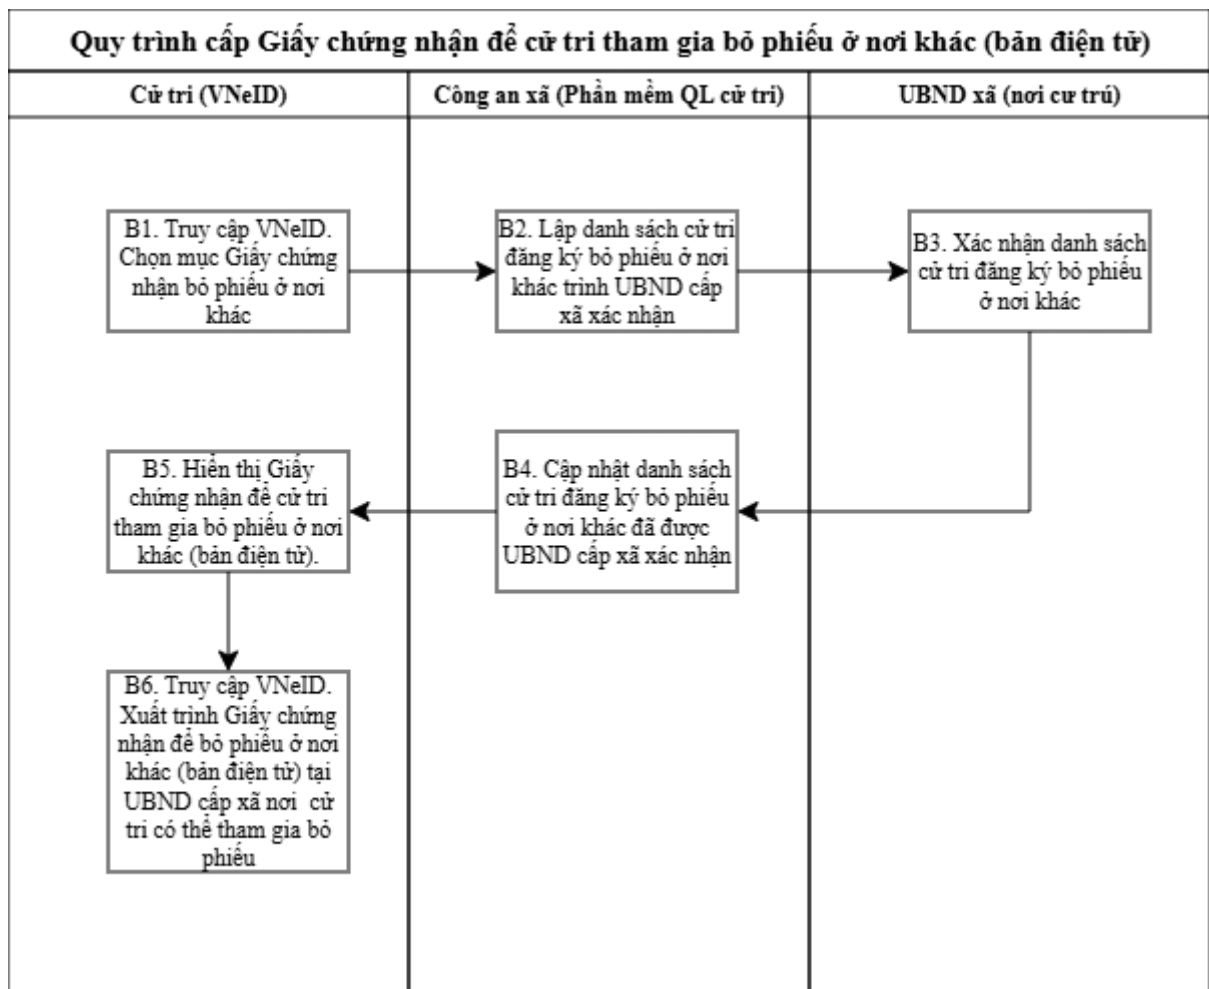 Quy trình cấp Giấy chứng nhận để cử tri tham gia bỏ phiếu ở nơi khác (bản điện tử)
Cử tri (VNeID)
Công an xã (Phần mềm QL cử tri)
UBND xã (nơi cư trú)
B1. Truy cập VNeID.
Chọn mục Giấy chứng
nhận bỏ phiếu ở nơi
khác
B2. Lập danh sách cử tri
đăng ký bỏ phiếu ở nơi
khác trình UBND cấp
xã xác nhận
B3. Xác nhận danh sách
cử tri đăng ký bỏ phiếu
ở nơi khác
B4. Cập nhật danh sách
cử tri đăng ký bỏ phiếu
ở nơi khác đã được
UBND cấp xã xác nhận
B5. Hiển thị Giấy
chứng nhận để cử tri
tham gia bỏ phiếu ở nơi
khác (bản điện tử).
B6. Truy cập VNeID.
Xuất trình Giấy chứng
nhận để bỏ phiếu ở nơi
khác (bản điện tử) tại
UBND cấp xã nơi  cử
tri có thể tham gia bỏ
phiếu